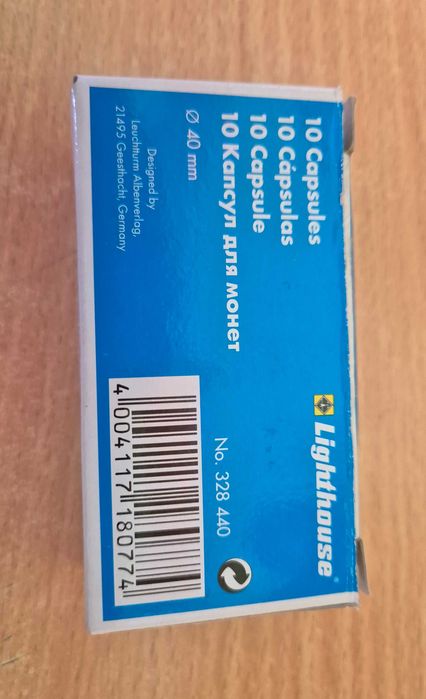 10 Capsules
10 Cápsulas
10 Capsule
10 Капсул для монет
Ø 40 mm
Designed by
Leuchtturm Albenverlag,
21495 Geesthacht, Germany
Lighthouse®
No. 328 440
4 004117 180774